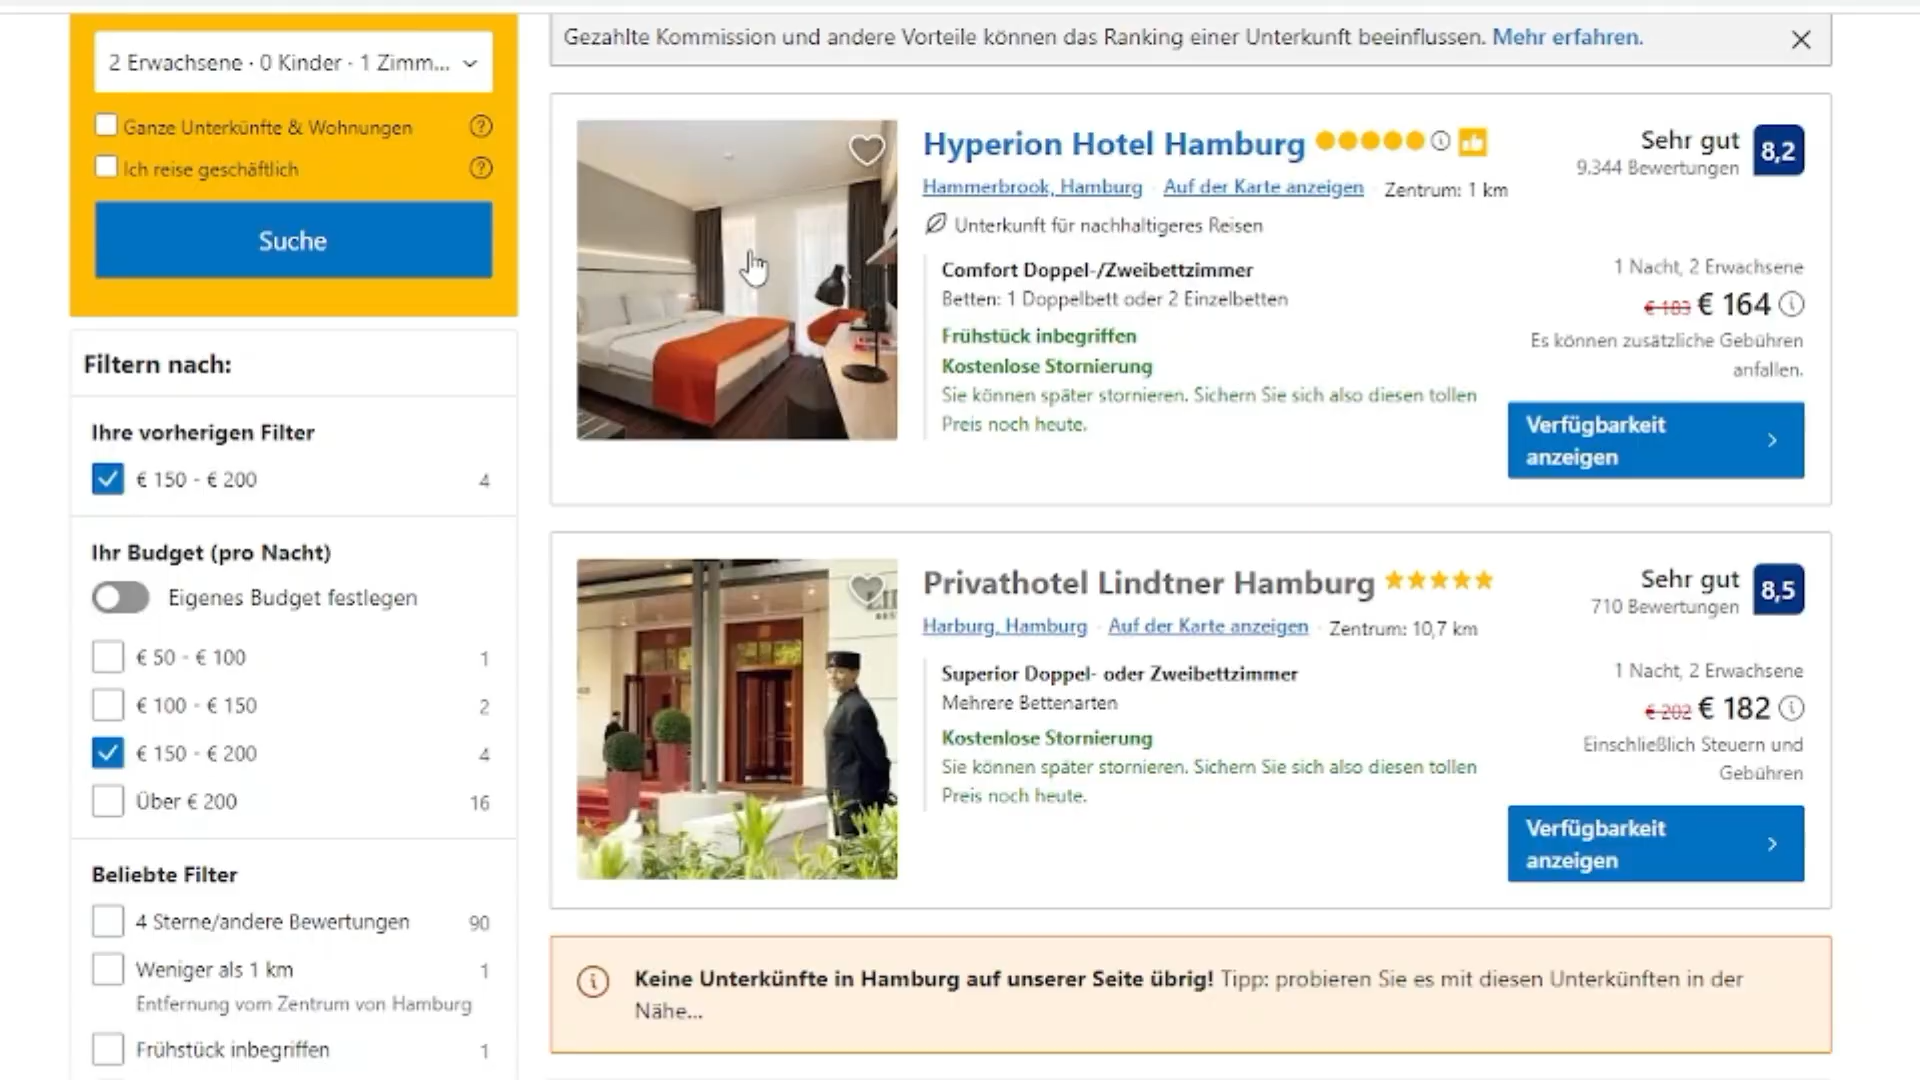 Gezahlte Kommission und andere Vorteile können das Ranking einer Unterkunft beeinflussen. Mehr erfahren.
2 Erwachsene · 0 Kinder · 1 Zimm...
Ganze Unterkünfte & Wohnungen
Ich reise geschäftlich
Suche
Filtern nach:
Ihre vorherigen Filter
€ 150 - € 200 4
Ihr Budget (pro Nacht)
Eigenes Budget festlegen
€ 50 - € 100 1
€ 100 - € 150 2
€ 150 - € 200 4
Über € 200 16
Beliebte Filter
4 Sterne/andere Bewertungen 90
Weniger als 1 km 1
Entfernung vom Zentrum von Hamburg
Frühstück inbegriffen 1
Hyperion Hotel Hamburg
Sehr gut 8,2
9.344 Bewertungen
Hammerbrook, Hamburg · Auf der Karte anzeigen · Zentrum: 1 km
Unterkunft für nachhaltigeres Reisen
Comfort Doppel-/Zweibettzimmer
Betten: 1 Doppelbett oder 2 Einzelbetten
Frühstück inbegriffen
Kostenlose Stornierung
Sie können später stornieren. Sichern Sie sich also diesen tollen
Preis noch heute.
1 Nacht, 2 Erwachsene
€ 183 € 164
Es können zusätzliche Gebühren
anfallen.
Verfügbarkeit
anzeigen
Privathotel Lindtner Hamburg
Sehr gut 8,5
710 Bewertungen
Harburg, Hamburg · Auf der Karte anzeigen · Zentrum: 10,7 km
Superior Doppel- oder Zweibettzimmer
Mehrere Bettenarten
Kostenlose Stornierung
Sie können später stornieren. Sichern Sie sich also diesen tollen
Preis noch heute.
1 Nacht, 2 Erwachsene
€ 202 € 182
Einschließlich Steuern und
Gebühren
Verfügbarkeit
anzeigen
Keine Unterkünfte in Hamburg auf unserer Seite übrig! Tipp: probieren Sie es mit diesen Unterkünften in der
Nähe...